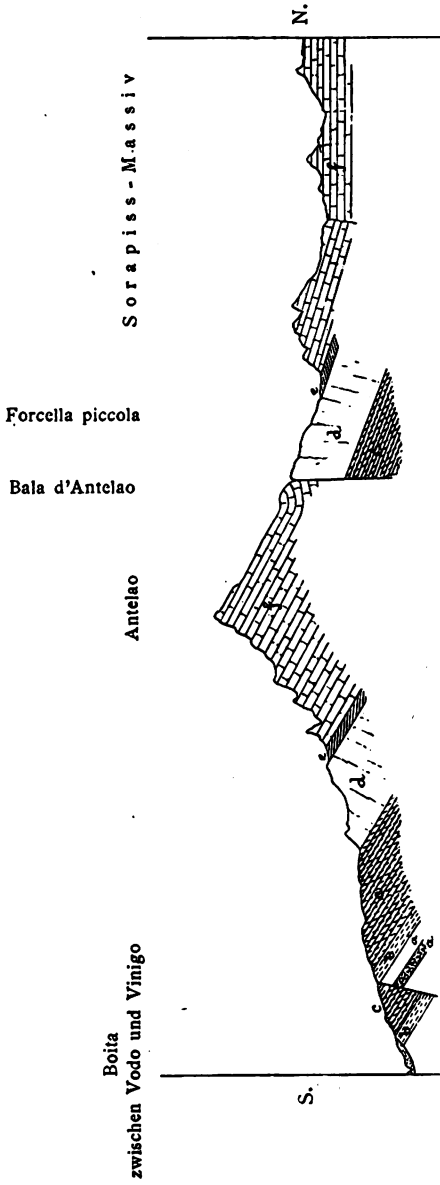 Boita
zwischen Vodo und Vinigo
Antelao
Bala d'Antelao
Forcella piccola
Sorapiss-Massiv
S.
N.
b
c
a
a
b
d
e
f
d
e
f